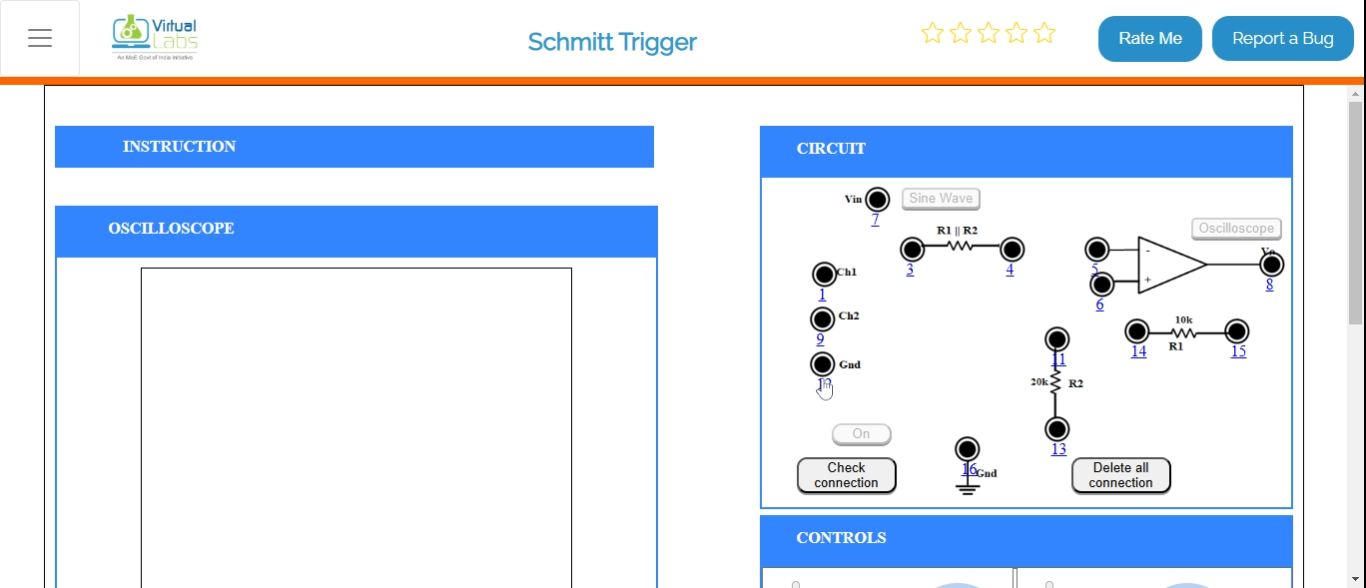 Virtual
Labs
An MoE Govt of India Initiative
Schmitt Trigger
Rate Me
Report a Bug
INSTRUCTION
OSCILLOSCOPE
CIRCUIT
Vin
7
Sine Wave
R1 || R2
3
4
Oscilloscope
Vo
5
-
6
+
8
Ch1
1
Ch2
9
Gnd
12
10k
R1
14
15
11
20k
R2
13
On
Check
connection
16
Gnd
Delete all
connection
CONTROLS